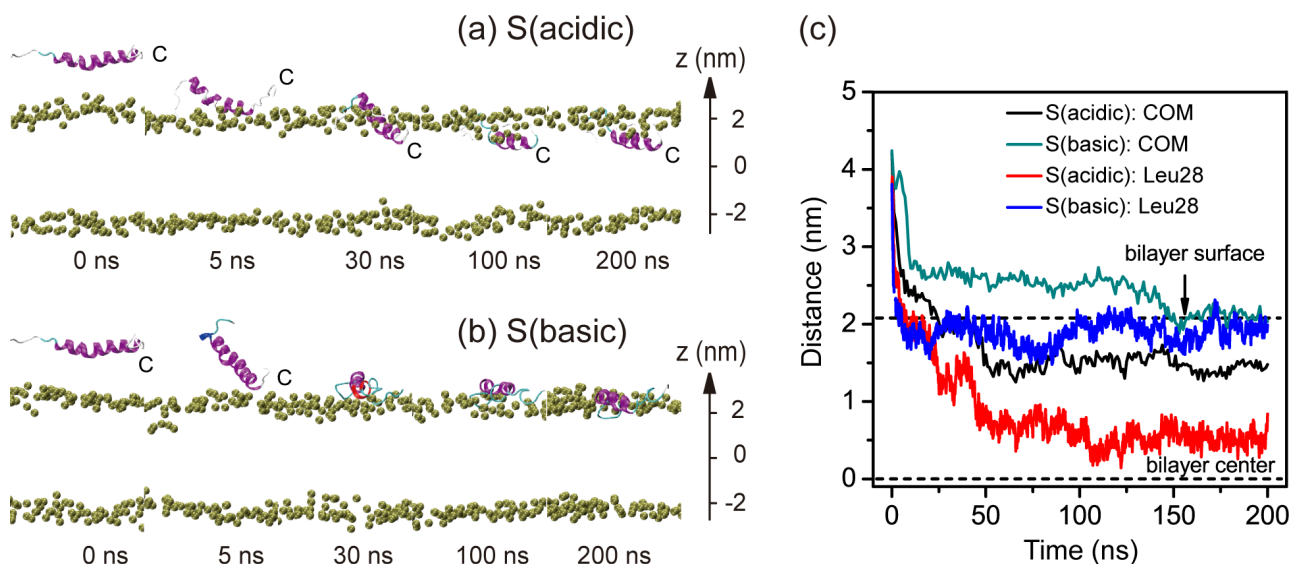 (a) S(acidic)
C
C
C
C
C
z (nm)
2
0
-2
0 ns
5 ns
30 ns
100 ns
200 ns
(b) S(basic)
C
C
z (nm)
2
0
-2
0 ns
5 ns
30 ns
100 ns
200 ns
(c)
S(acidic): COM
S(basic): COM
S(acidic): Leu28
S(basic): Leu28
bilayer surface
bilayer center
Distance (nm)
5
4
3
2
1
0
0
50
100
150
200
Time (ns)